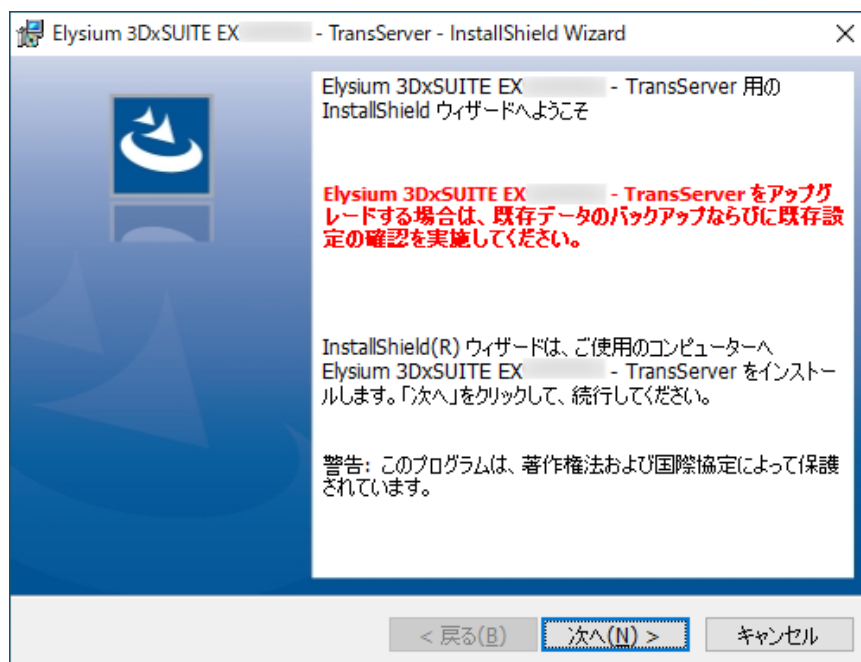 Elysium 3DxSUITE EX - TransServer - InstallShield Wizard
Elysium 3DxSUITE EX - TransServer 用の
InstallShield ウィザードへようこそ
Elysium 3DxSUITE EX - TransServer をアップグ
レードする場合は、既存データのバックアップならびに既存設
定の確認を実施してください。
InstallShield(R) ウィザードは、ご使用のコンピューターへ
Elysium 3DxSUITE EX - TransServer をインストー
ルします。「次へ」をクリックして、続行してください。
警告: このプログラムは、著作権法および国際協定によって保護
されています。
< 戻る(B)
次へ(N) >
キャンセル